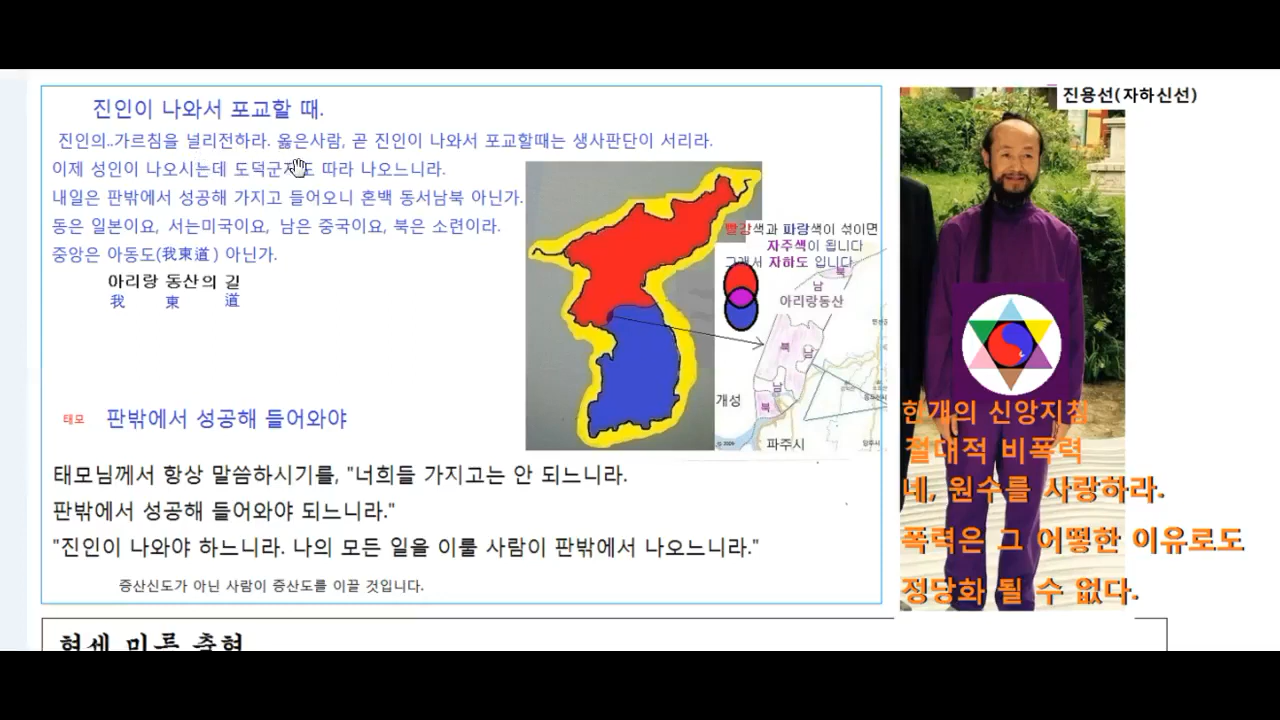 진인이 나와서 포교할 때.
진인의..가르침을 널리전하라. 옳은사람, 곧 진인이 나와서 포교할때는 생사판단이 서리라.
이제 성인이 나오시는데 도덕군자도 따라 나오느니라.
내일은 판밖에서 성공해 가지고 들어오니 혼백 동서남북 아닌가.
동은 일본이요, 서는미국이요, 남은 중국이요, 북은 소련이라.
중앙은 아동도(我東道) 아닌가.
아리랑 동산의 길
我 東 道
빨강색과 파랑색이 섞이면
자주색이 됩니다
그래서 자하도 입니다
북
남
아리랑동산
북 남
남
북
개성
파주시
태모 판밖에서 성공해 들어와야
태모님께서 항상 말씀하시기를, "너희들 가지고는 안 되느니라.
판밖에서 성공해 들어와야 되느니라."
"진인이 나와야 하느니라. 나의 모든 일을 이룰 사람이 판밖에서 나오느니라."
증산신도가 아닌 사람이 증산도를 이끌 것입니다.
진용선(자하신선)
한개의 신앙지침
절대적 비폭력
네, 원수를 사랑하라.
폭력은 그 어떻한 이유로도
정당화 될 수 없다.
현세 미륵 출현